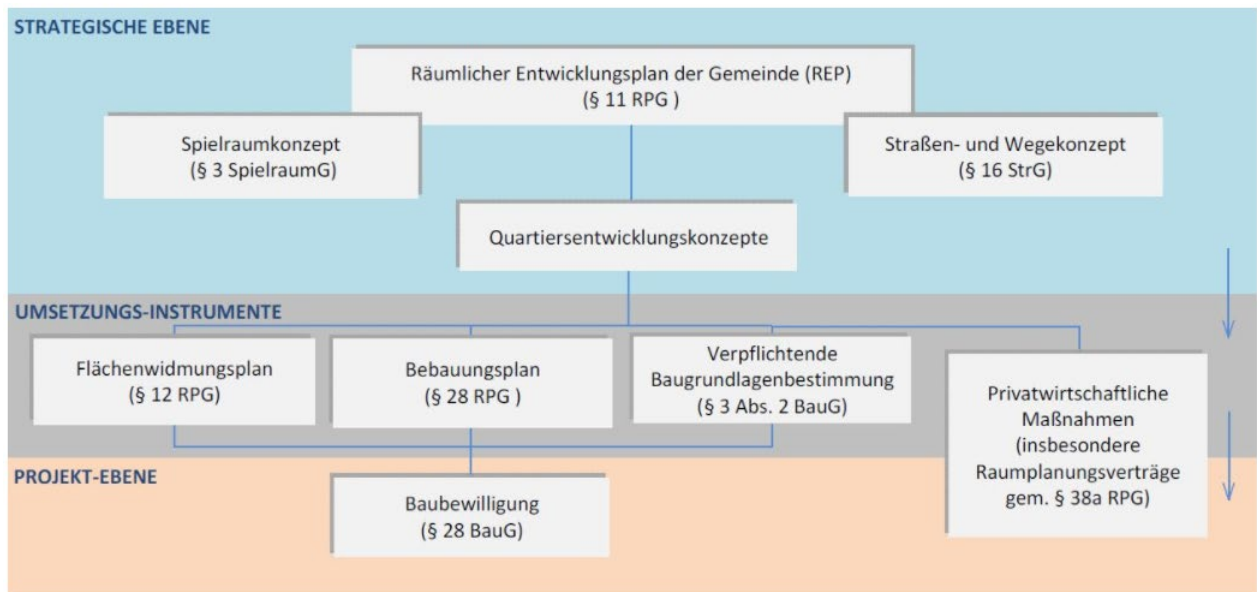 STRATEGISCHE EBENE
Räumlicher Entwicklungsplan der Gemeinde (REP)
(§ 11 RPG )
Spielraumkonzept
(§ 3 SpielraumG)
Straßen- und Wegekonzept
(§ 16 StrG)
Quartiersentwicklungskonzepte
UMSETZUNGS-INSTRUMENTE
Flächenwidmungsplan
(§ 12 RPG)
Bebauungsplan
(§ 28 RPG )
Verpflichtende
Baugrundlagenbestimmung
(§ 3 Abs. 2 BauG)
Privatwirtschaftliche
Maßnahmen
(insbesondere
Raumplanungsverträge
gem. § 38a RPG)
PROJEKT-EBENE
Baubewilligung
(§ 28 BauG)